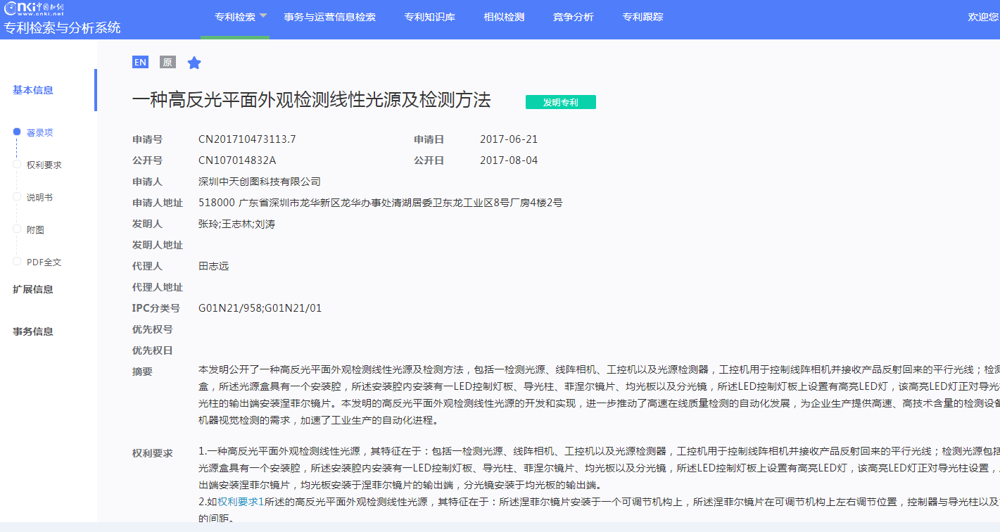 cnki中国知网
www.cnki.net
专利检索与分析系统
专利检索 事务与运营信息检索 专利知识库 相似检测 竞争分析 专利跟踪 欢迎您
EN 原
基本信息
著录项
权利要求
说明书
附图
PDF全文
扩展信息
事务信息
一种高反光平面外观检测线性光源及检测方法 发明专利
申请号 CN201710473113.7 申请日 2017-06-21
公开号 CN107014832A 公开日 2017-08-04
申请人 深圳中天创图科技有限公司
申请人地址 518000 广东省深圳市龙华新区龙华办事处清湖居委卫东龙工业区8号厂房4楼2号
发明人 张玲;王志林;刘涛
发明人地址
代理人 田志远
代理人地址
IPC分类号 G01N21/958;G01N21/01
优先权号
优先权日
摘要 本发明公开了一种高反光平面外观检测线性光源及检测方法，包括一检测光源、线阵相机、工控机以及光源检测器，工控机用于控制线阵相机并接收产品反射回来的平行光线；检测
盒，所述光源盒具有一个安装腔，所述安装腔内安装有一LED控制灯板、导光柱、菲涅尔镜片、均光板以及分光镜，所述LED控制灯板上设置有高亮LED灯，该高亮LED灯正对导光
光柱的输出端安装涅菲尔镜片。本发明的高反光平面外观检测线性光源的开发和实现，进一步推动了高速在线质量检测的自动化发展，为企业生产提供高速、高技术含量的检测设备
机器视觉检测的需求，加速了工业生产的自动化进程。
权利要求 1.一种高反光平面外观检测线性光源，其特征在于：包括一检测光源、线阵相机、工控机以及光源检测器，工控机用于控制线阵相机并接收产品反射回来的平行光线；检测光源包括
光源盒具有一个安装腔，所述安装腔内安装有一LED控制灯板、导光柱、菲涅尔镜片、均光板以及分光镜，所述LED控制灯板上设置有高亮LED灯，该高亮LED灯正对导光柱设置，
出端安装涅菲尔镜片，均光板安装于涅菲尔镜片的输出端，分光镜安装于均光板的输出端。
2.如权利要求1所述的高反光平面外观检测线性光源，其特征在于：所述涅菲尔镜片安装于一个可调节机构上，所述涅菲尔镜片在可调节机构上左右调节位置，控制器与导光柱以及
的间距。